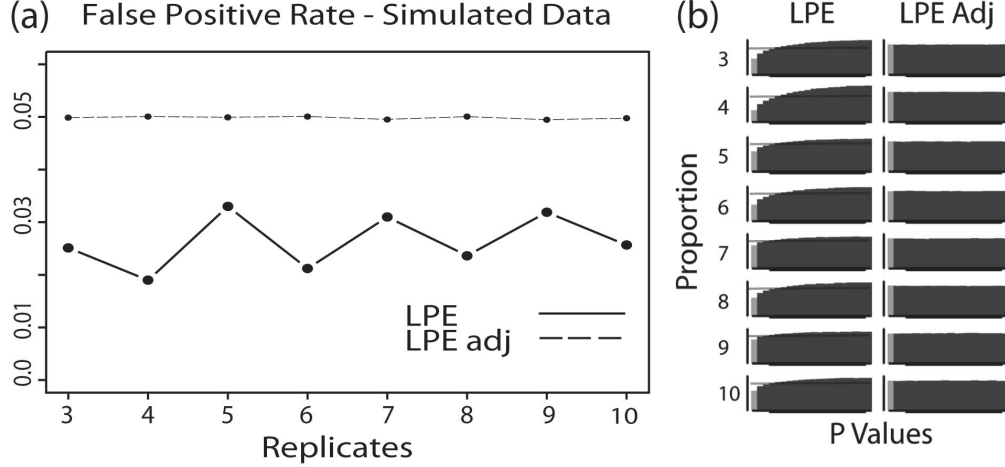 (a) False Positive Rate - Simulated Data
0.05
0.03
0.01
0.0
LPE
LPE adj
3 4 5 6 7 8 9 10
Replicates
(b) LPE LPE Adj
Proportion
3
4
5
6
7
8
9
10
P Values